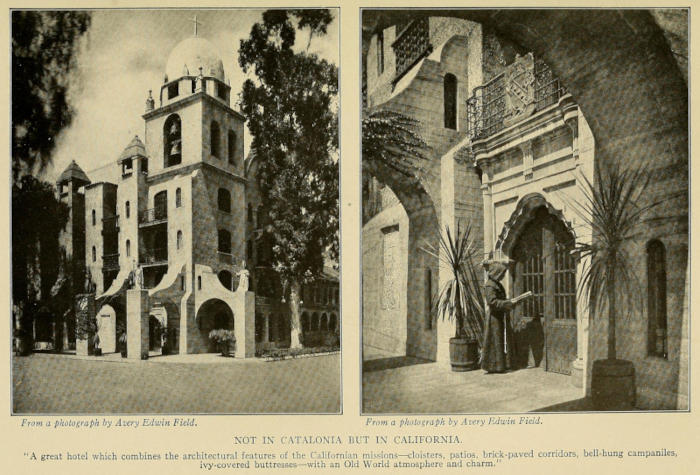 From a photograph by Avery Edwin Field.
From a photograph by Avery Edwin Field.
NOT IN CATALONIA BUT IN CALIFORNIA.
"A great hotel which combines the architectural features of the Californian missions—cloisters, patios, brick-paved corridors, bell-hung campaniles,
ivy-covered buttresses—with an Old World atmosphere and charm."